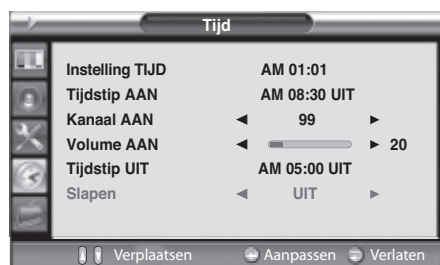 Tijd
Instelling TIJD AM 01:01
Tijdstip AAN AM 08:30 UIT
Kanaal AAN 99
Volume AAN 20
Tijdstip UIT AM 05:00 UIT
Slapen UIT
Verplaatsen Aanpassen Verlaten